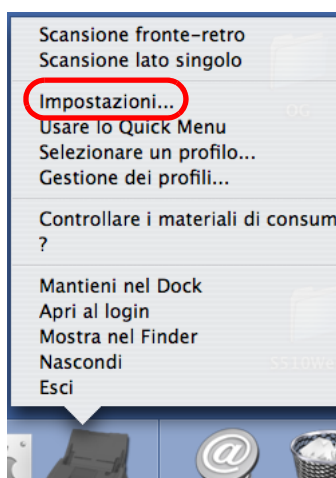 Scansione fronte-retro
Scansione lato singolo
Impostazioni...
Usare lo Quick Menu
Selezionare un profilo...
Gestione dei profili...
Controllare i materiali di consum
?
Mantieni nel Dock
Apri al login
Mostra nel Finder
Nascondi
Esci
OG
@